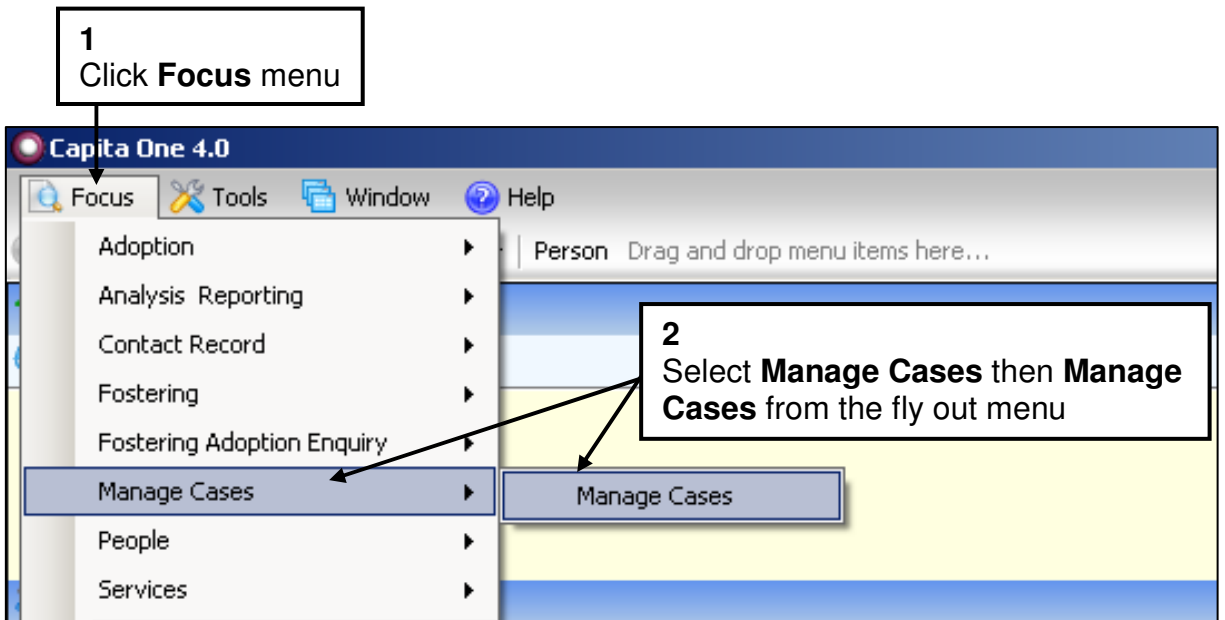 1
Click Focus menu
Capita One 4.0
Focus Tools Window Help
Person Drag and drop menu items here...
Adoption
Analysis Reporting
Contact Record
Fostering
Fostering Adoption Enquiry
Manage Cases
People
Services
2
Select Manage Cases then Manage
Cases from the fly out menu
Manage Cases